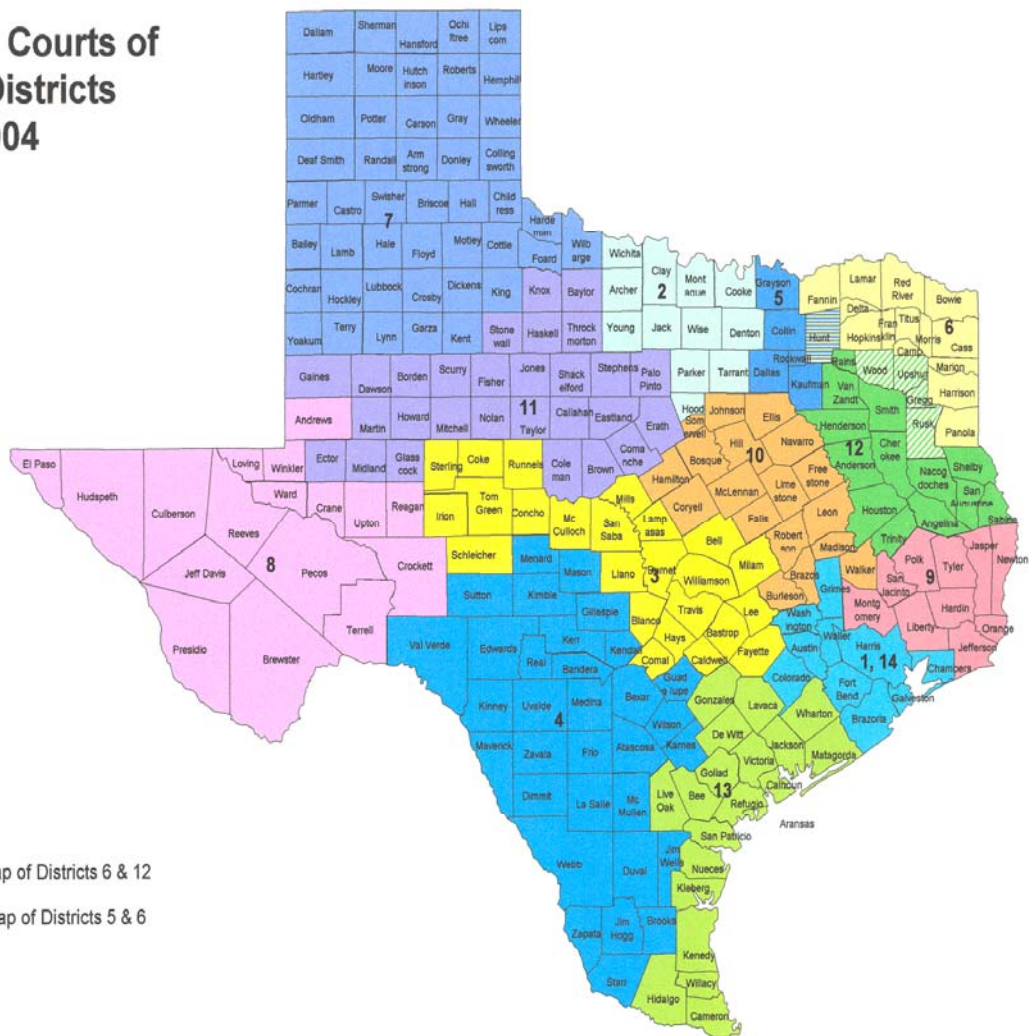 Courts of
Districts
004
Dallam Sherman Hansford Ochi ltree Lips com
Hartley Moore Hutch inson Roberts Hemphill
Oldham Potter Carson Gray Wheeler
Deaf Smith Randall Arm strong Donley Colling sworth
Parmer Castro Swisher Briscoe Hall Child ress
7
Bailey Lamb Hale Floyd Motley Cottle Foard Wilb arge Wichita Clay Mont ague Cooke Grayson Fannin Lamar Red River Bowie
2 5 6
Cochran Hockley Lubbock Crosby Dickens King Knox Baylor Archer Delta Titus Morris Cass
Yoakum Terry Lynn Garza Kent Stone wall Haskell Throck morton Young Jack Wise Denton Collin Hunt Hopkins Fran klin Camp Marion
Gaines Dawson Borden Scurry Fisher Jones Shack elford Stephens Palo Pinto Parker Tarrant Dallas Rockwall Kaufman Rains Wood Upshur Gregg Harrison
Andrews Martin Howard Mitchell Nolan Taylor Callahan Eastland Erath Hood Som ervell Johnson Ellis Van Zandt Smith Rusk Panola
11 10 12
Ector Midland Glass cock Sterling Coke Runnels Cole man Brown Coma nche Hamilton Bosque Hill Navarro Henderson Anderson Cher okee Nacog doches Shelby
El Paso Hudspeth Culberson Loving Winkler Ward Crane Upton Reagan Irion Tom Green Concho Mc Culloch San Saba Mills Lamp asas Coryell McLennan Lime stone Free stone Leon Houston Angelina San Augustine Sabine
Reeves Jeff Davis Pecos Crockett Schleicher Menard Mason Llano Burnet Bell Falls Milam Robert son Madison Trinity Walker Polk Tyler Jasper Newton
8 3 9
Presidio Brewster Terrell Sutton Kimble Gillespie Blanco Williamson Travis Lee Burleson Brazos Grimes San Jacinto Montg omery Hardin Liberty Orange Jefferson
Val Verde Edwards Real Kerr Bandera Kendall Comal Hays Caldwell Bastrop Fayette Wash ington Austin Waller Harris Chambers
1, 14
Kinney Uvalde Medina Bexar Guad a lupe Gonzales Lavaca Colorado Fort Bend Galveston Brazoria
4
Maverick Zavala Frio Atascosa Wilson Karnes De Witt Wharton Jackson Matagorda
Dimmit La Salle Mc Mullen Live Oak Bee Goliad Victoria Calhoun Refugio Aransas
13
Webb Duval Jim Wells San Patricio Nueces Kleberg
Zapata Jim Hogg Brooks Kenedy
Starr Hidalgo Willacy Cameron
ap of Districts 6 & 12
ap of Districts 5 & 6